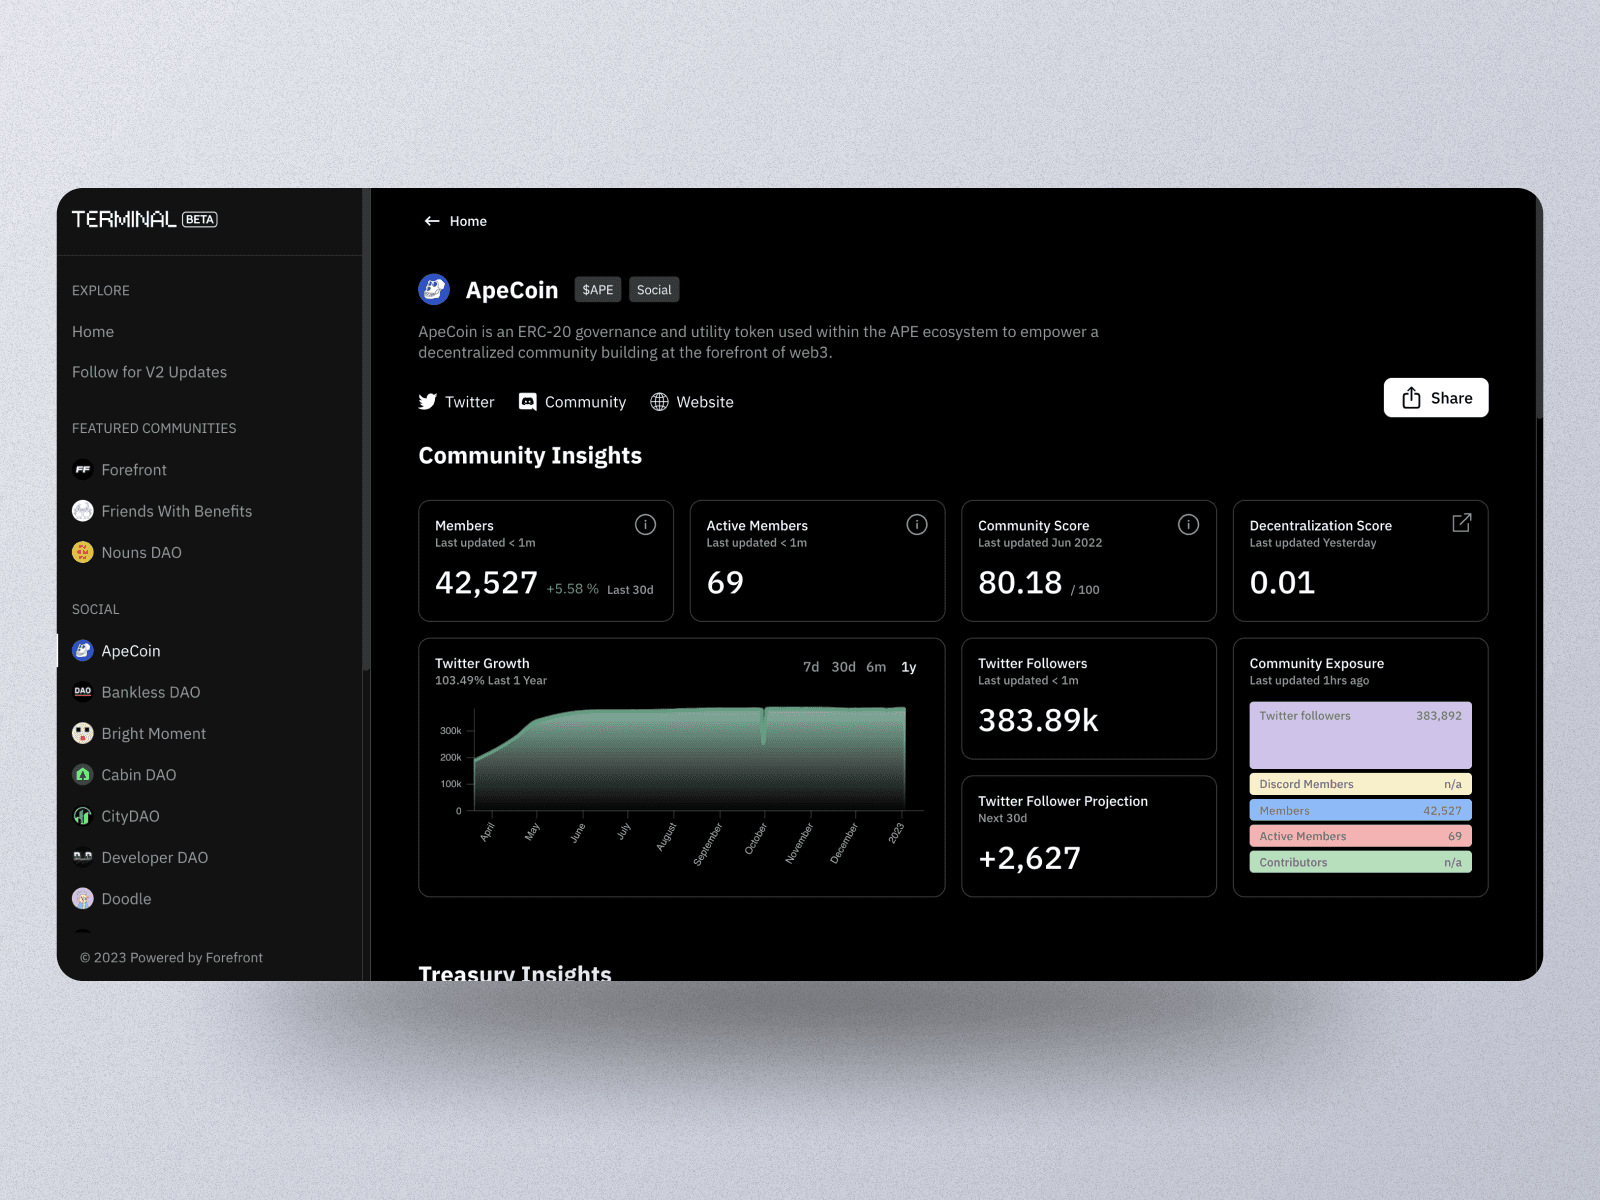 TERMINAL BETA
EXPLORE
Home
Follow for V2 Updates
FEATURED COMMUNITIES
FF Forefront
Friends With Benefits
Nouns DAO
SOCIAL
ApeCoin
DAO Bankless DAO
Bright Moment
Cabin DAO
CityDAO
Developer DAO
Doodle
© 2023 Powered by Forefront
Home
ApeCoin $APE Social
ApeCoin is an ERC-20 governance and utility token used within the APE ecosystem to empower a
decentralized community building at the forefront of web3.
Twitter Community Website
Share
Community Insights
Members
Last updated < 1m
42,527 +5.58 % Last 30d
Active Members
Last updated < 1m
69
Community Score
Last updated Jun 2022
80.18 / 100
Decentralization Score
Last updated Yesterday
0.01
Twitter Growth
103.49% Last 1 Year
7d 30d 6m 1y
300k
200k
100k
0
April May June July August September October November December 2023
Twitter Followers
Last updated < 1m
383.89k
Twitter Follower Projection
Next 30d
+2,627
Community Exposure
Last updated 1hrs ago
Twitter followers 383,892
Discord Members n/a
Members 42,527
Active Members 69
Contributors n/a
Treasury Insights